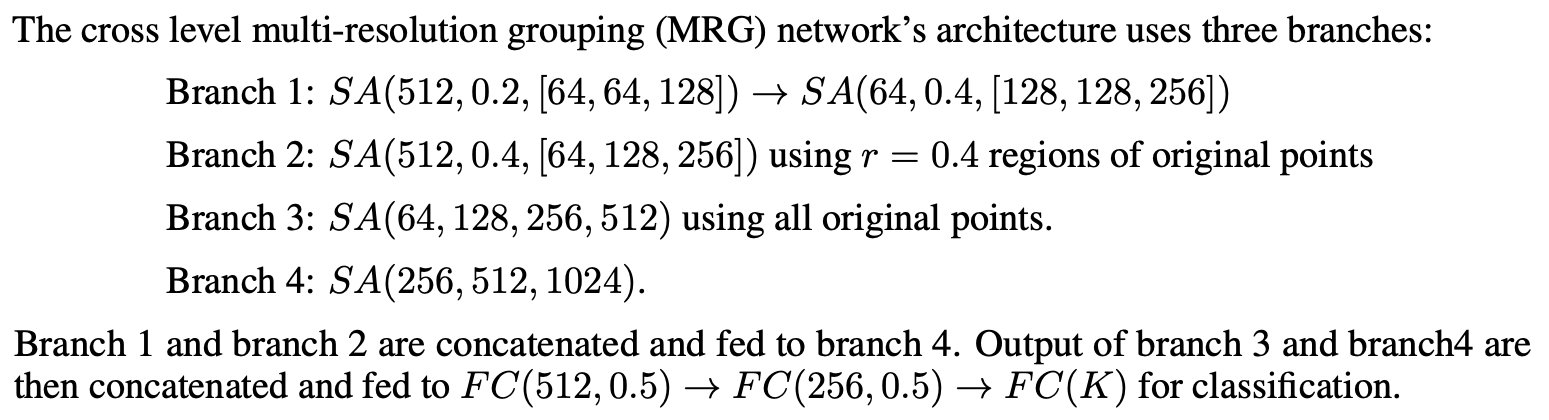 The cross level multi-resolution grouping (MRG) network's architecture uses three branches:
Branch 1: SA(512, 0.2, [64, 64, 128]) → SA(64, 0.4, [128, 128, 256])
Branch 2: SA(512, 0.4, [64, 128, 256]) using r = 0.4 regions of original points
Branch 3: SA(64, 128, 256, 512) using all original points.
Branch 4: SA(256, 512, 1024).
Branch 1 and branch 2 are concatenated and fed to branch 4. Output of branch 3 and branch4 are
then concatenated and fed to FC(512, 0.5) → FC(256, 0.5) → FC(K) for classification.